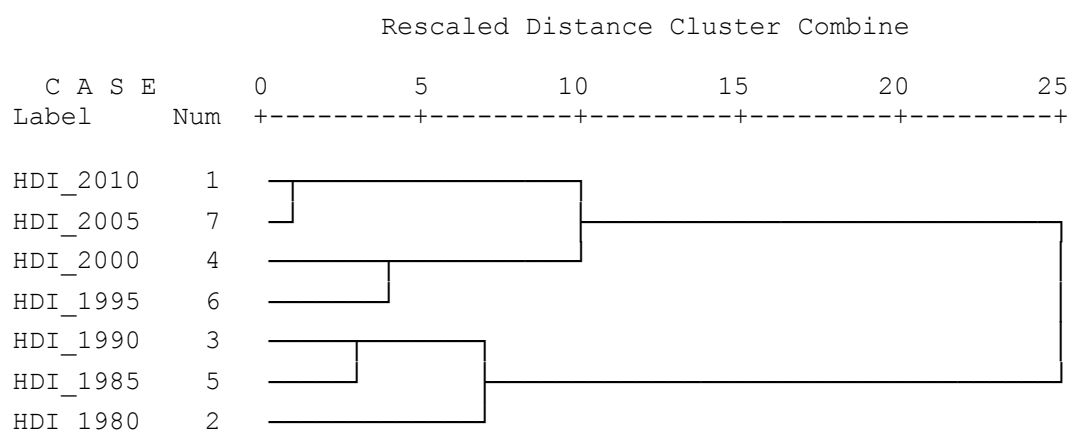 Rescaled Distance Cluster Combine
C A S E 0 5 10 15 20 25
Label Num +---------+---------+---------+---------+---------+
HDI_2010 1
HDI_2005 7
HDI_2000 4
HDI_1995 6
HDI_1990 3
HDI_1985 5
HDI_1980 2